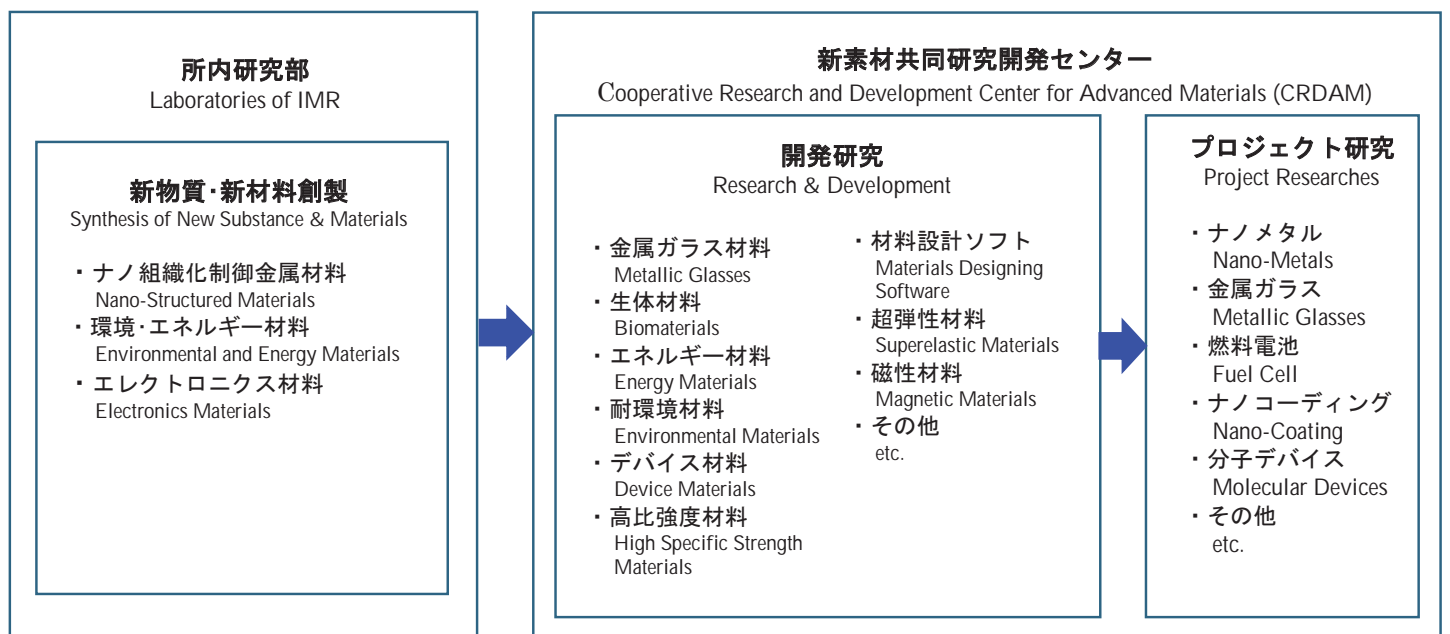 所内研究部
Laboratories of IMR
新物質・新材料創製
Synthesis of New Substance & Materials
・ナノ組織化制御金属材料
Nano-Structured Materials
・環境・エネルギー材料
Environmental and Energy Materials
・エレクトロニクス材料
Electronics Materials
新素材共同研究開発センター
Cooperative Research and Development Center for Advanced Materials (CRDAM)
開発研究
Research & Development
・金属ガラス材料
Metallic Glasses
・生体材料
Biomaterials
・エネルギー材料
Energy Materials
・耐環境材料
Environmental Materials
・デバイス材料
Device Materials
・高比強度材料
High Specific Strength
Materials
・材料設計ソフト
Materials Designing
Software
・超弾性材料
Superelastic Materials
・磁性材料
Magnetic Materials
・その他
etc.
プロジェクト研究
Project Researches
・ナノメタル
Nano-Metals
・金属ガラス
Metallic Glasses
・燃料電池
Fuel Cell
・ナノコーディング
Nano-Coating
・分子デバイス
Molecular Devices
・その他
etc.